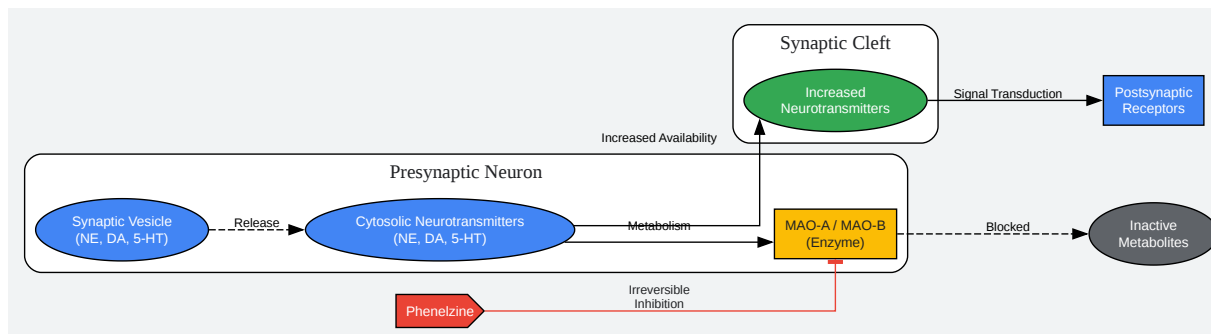 Synaptic Cleft
Increased
Neurotransmitters
Signal Transduction
Postsynaptic
Receptors
Increased Availability
Presynaptic Neuron
Synaptic Vesicle
(NE, DA, 5-HT)
Release
Cytosolic Neurotransmitters
(NE, DA, 5-HT)
Metabolism
MAO-A / MAO-B
(Enzyme)
Blocked
Inactive
Metabolites
Phenelzine
Irreversible
Inhibition